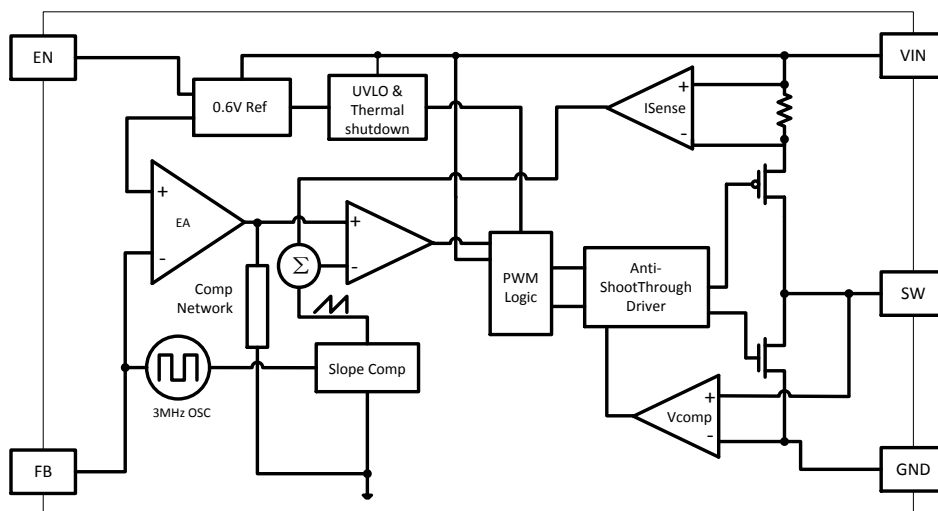 EN
VIN
0.6V Ref
UVLO &
Thermal
shutdown
+
ISense
-
+
EA
-
+
-
Σ
Comp
Network
PWM
Logic
Anti-
ShootThrough
Driver
SW
Slope Comp
3MHz OSC
+
Vcomp
-
FB
GND